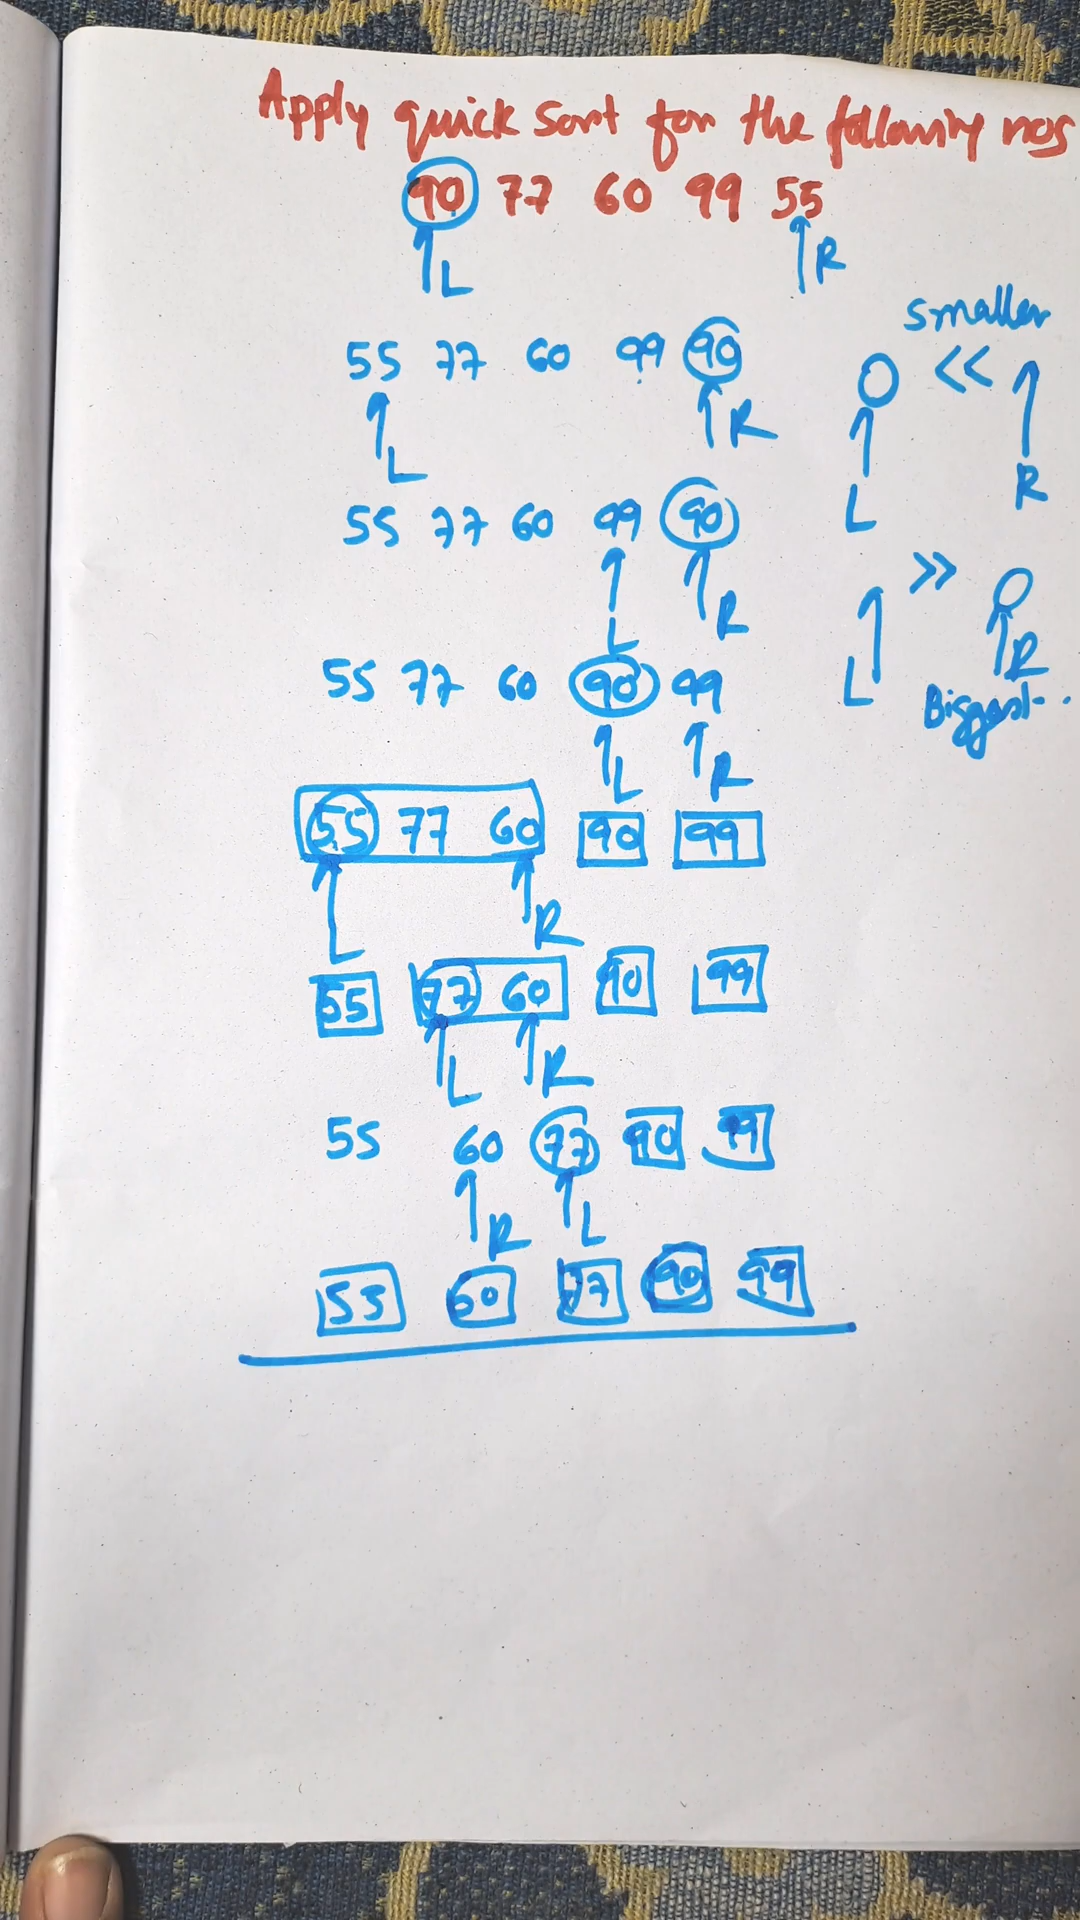 Apply quick sort for the following nos
90 77 60 99 55
L R
55 77 60 99 90
L R
55 77 60 99 90
L R
55 77 60 90 99
L R
55 77 60 90 99
L R
55 77 60 90 99
L R
55 60 77 90 99
R L
55 60 77 90 99
smaller
<<
L R
>>
L R
Biggest..